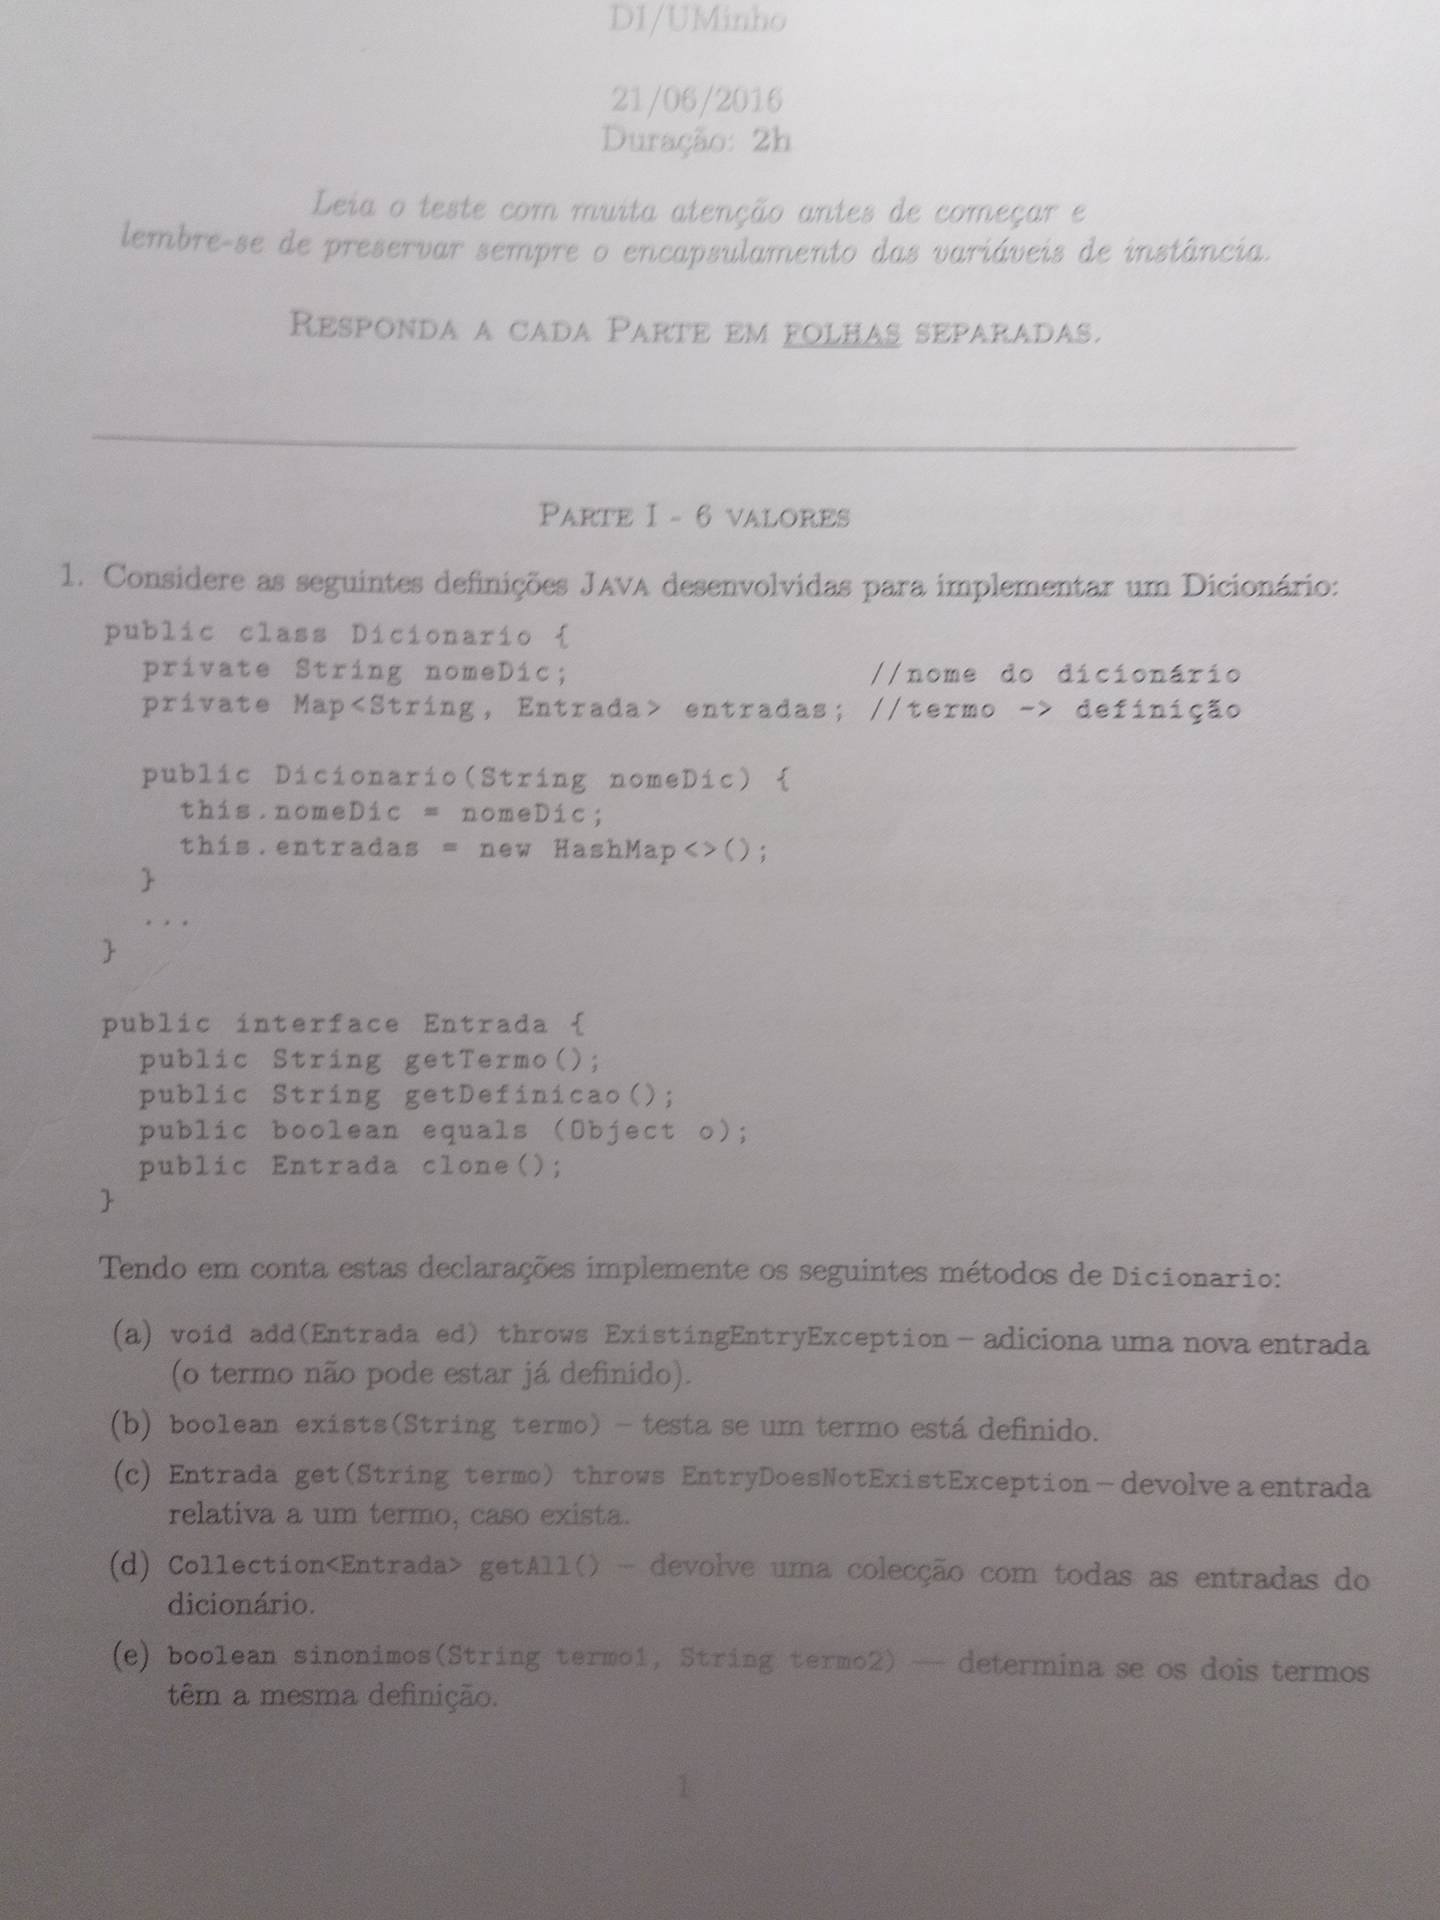 DI/UMinho
21/06/2016
Duração: 2h
Leia o teste com muita atenção antes de começar e
lembre-se de preservar sempre o encapsulamento das variáveis de instância.
RESPONDA A CADA PARTE EM FOLHAS SEPARADAS.
PARTE I - 6 VALORES
1. Considere as seguintes definições JAVA desenvolvidas para implementar um Dicionário:
public class Dicionario {
private String nomeDic; //nome do dicionário
private Map<String, Entrada> entradas; //termo -> definição
public Dicionario(String nomeDic) {
this.nomeDic = nomeDic;
this.entradas = new HashMap<>();
}
...
}
public interface Entrada {
public String getTermo();
public String getDefinicao();
public boolean equals (Object o);
public Entrada clone();
}
Tendo em conta estas declarações implemente os seguintes métodos de Dicionario:
(a) void add(Entrada ed) throws ExistingEntryException – adiciona uma nova entrada
(o termo não pode estar já definido).
(b) boolean exists(String termo) – testa se um termo está definido.
(c) Entrada get(String termo) throws EntryDoesNotExistException – devolve a entrada
relativa a um termo, caso exista.
(d) Collection<Entrada> getAll() – devolve uma colecção com todas as entradas do
dicionário.
(e) boolean sinonimos(String termo1, String termo2) — determina se os dois termos
têm a mesma definição.
1